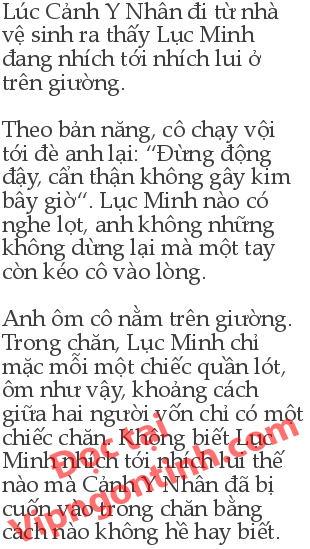 Lúc Cảnh Y Nhân đi từ nhà
vệ sinh ra thấy Lục Minh
đang nhích tới nhích lui ở
trên giường.
Theo bản năng, cô chạy vội
tới đè anh lại: “Đừng động
đậy, cẩn thận không gây kim
bây giờ“. Lục Minh nào có
nghe lọt, anh không những
không dừng lại mà một tay
còn kéo cô vào lòng.
Anh ôm cô nằm trên giường.
Trong chăn, Lục Minh chỉ
mặc mỗi một chiếc quần lót,
ôm như vậy, khoảng cách
giữa hai người vốn chỉ có một
chiếc chăn. Không biết Lục
Minh nhích tới nhích lui thế
nào mà Cảnh Y Nhân đã bị
cuốn vào trong chăn bằng
cách nào không hề hay biết.
Đọc tại
Vipngontinh.com